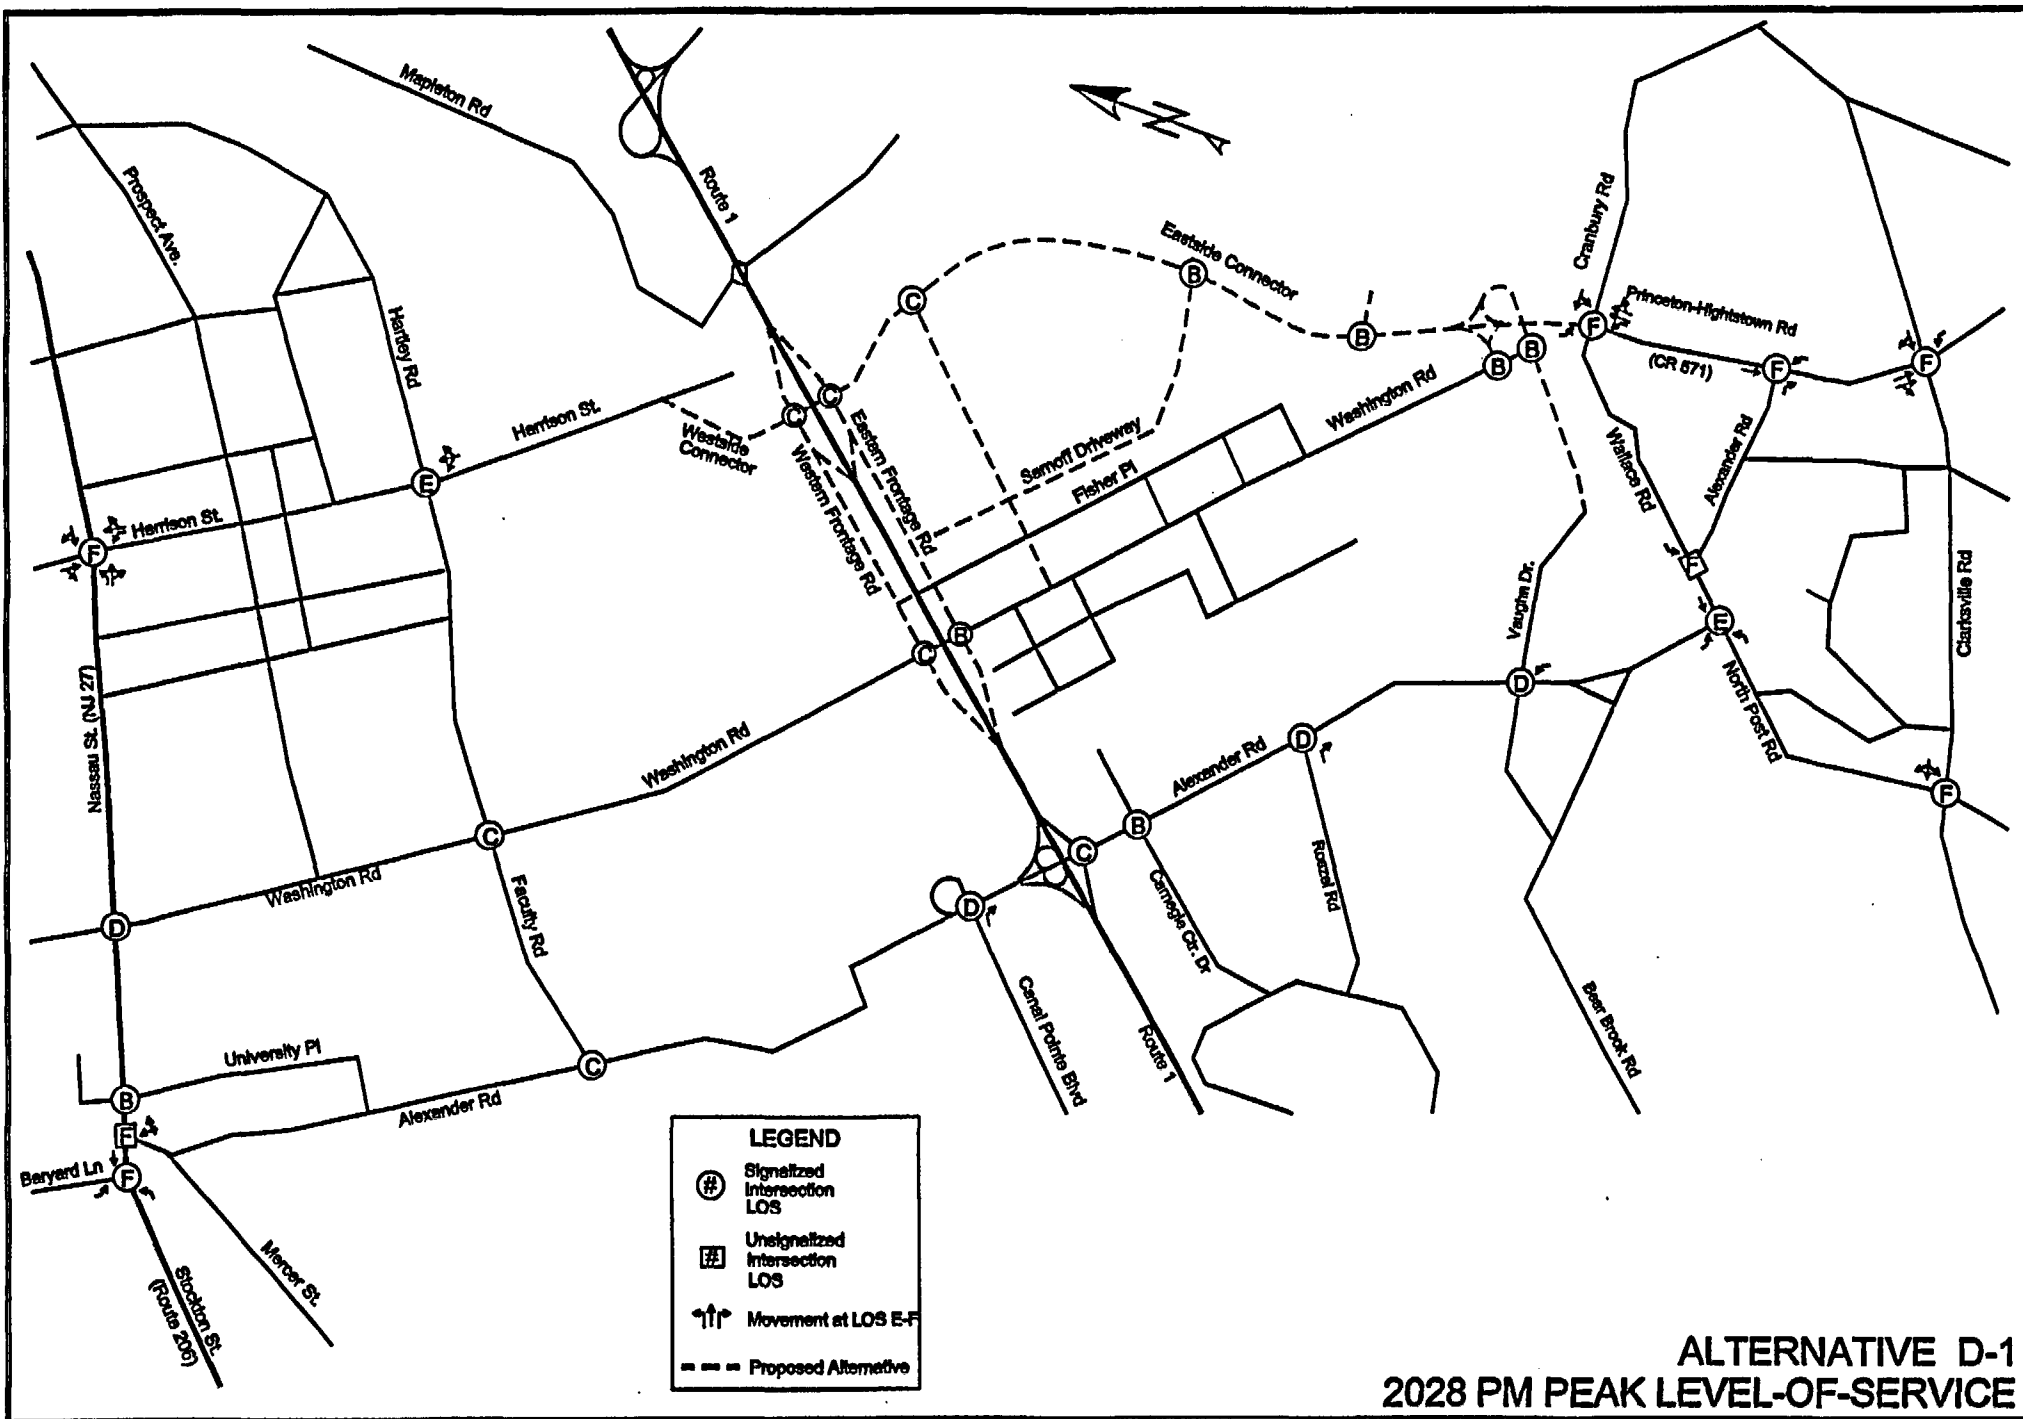 Mapleton Rd
Route 1
Prospect Ave.
Hartley Rd
Harrison St.
Westside
Connector
Western Frontage Rd
Eastern Frontage Rd
Western Frontage Rd
Eastside Connector
Sarnoff Driveway
Fisher Pl
Washington Rd
Cranbury Rd
Princeton-Hightstown Rd
(CR 571)
Wallace Rd
Alexander Rd
Clarksville Rd
Vaughn Dr.
North Post Rd
Harrison St.
Nassau St. (NJ 27)
Washington Rd
Washington Rd
Faculty Rd
Alexander Rd
Roszel Rd
Carnegie Ctr. Dr
Canal Pointe Blvd
Route 1
Bear Brook Rd
University Pl
Alexander Rd
Baryard Ln
Mercer St.
Stockton St.
(Route 206)
C
B
B
F
F
F
B
B
C
C
E
F
F
E
B
C
D
D
B
C
F
C
D
D
C
B
F
F
N
LEGEND
# Signalized
Intersection
LOS
# Unsignalized
Intersection
LOS
Movement at LOS E-F
Proposed Alternative
ALTERNATIVE D-1
2028 PM PEAK LEVEL-OF-SERVICE